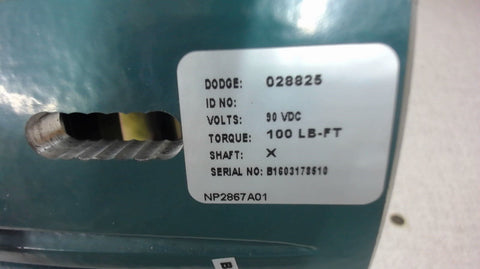 DODGE: 028825
ID NO:
VOLTS: 90 VDC
TORQUE: 100 LB-FT
SHAFT: X
SERIAL NO: B1603178510
NP2867A01
B